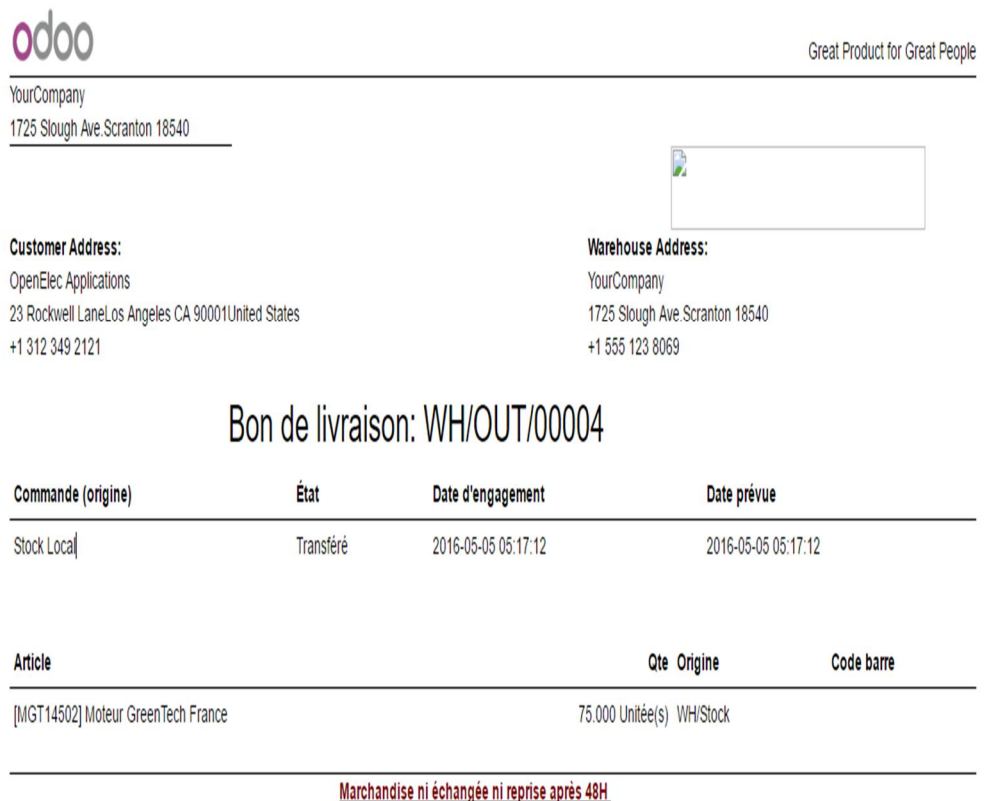 odoo
Great Product for Great People
YourCompany
1725 Slough Ave.Scranton 18540
Customer Address:
OpenElec Applications
23 Rockwell LaneLos Angeles CA 90001United States
+1 312 349 2121
Warehouse Address:
YourCompany
1725 Slough Ave.Scranton 18540
+1 555 123 8069
Bon de livraison: WH/OUT/00004
Commande (origine) État Date d'engagement Date prévue
Stock Local Transféré 2016-05-05 05:17:12 2016-05-05 05:17:12
Article Qte Origine Code barre
[MGT14502] Moteur GreenTech France 75.000 Unitée(s) WH/Stock
Marchandise ni échangée ni reprise après 48H